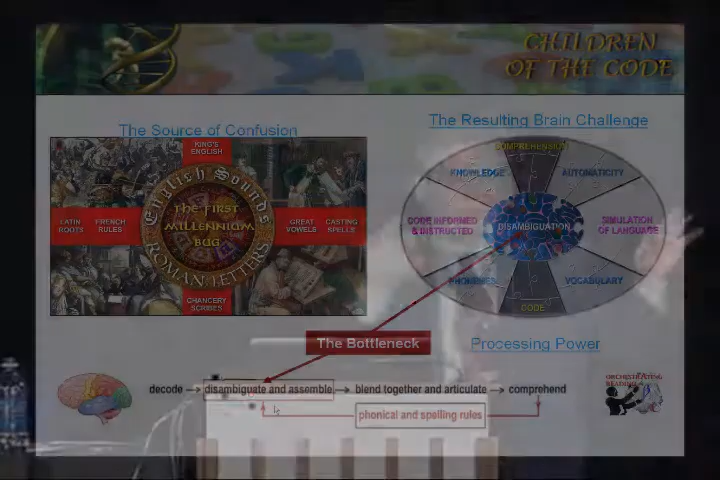 CHILDREN
OF THE CODE
The Source of Confusion
The Resulting Brain Challenge
KING'S
ENGLISH
LATIN
ROOTS
FRENCH
RULES
English Sounds
THE FIRST
MILLENNIUM
BUG
ROMAN LETTERS
GREAT
VOWELS
CASTING
SPELLS
CHANCERY
SCRIBES
COMPREHENSION
KNOWLEDGE
AUTOMATICITY
CODE INFORMED
& INSTRUCTED
DISAMBIGUATION
SIMULATION
OF LANGUAGE
PHONEMES
VOCABULARY
CODE
The Bottleneck
Processing Power
decode
disambiguate and assemble
blend together and articulate
comprehend
phonical and spelling rules
ORCHESTRATING
READING